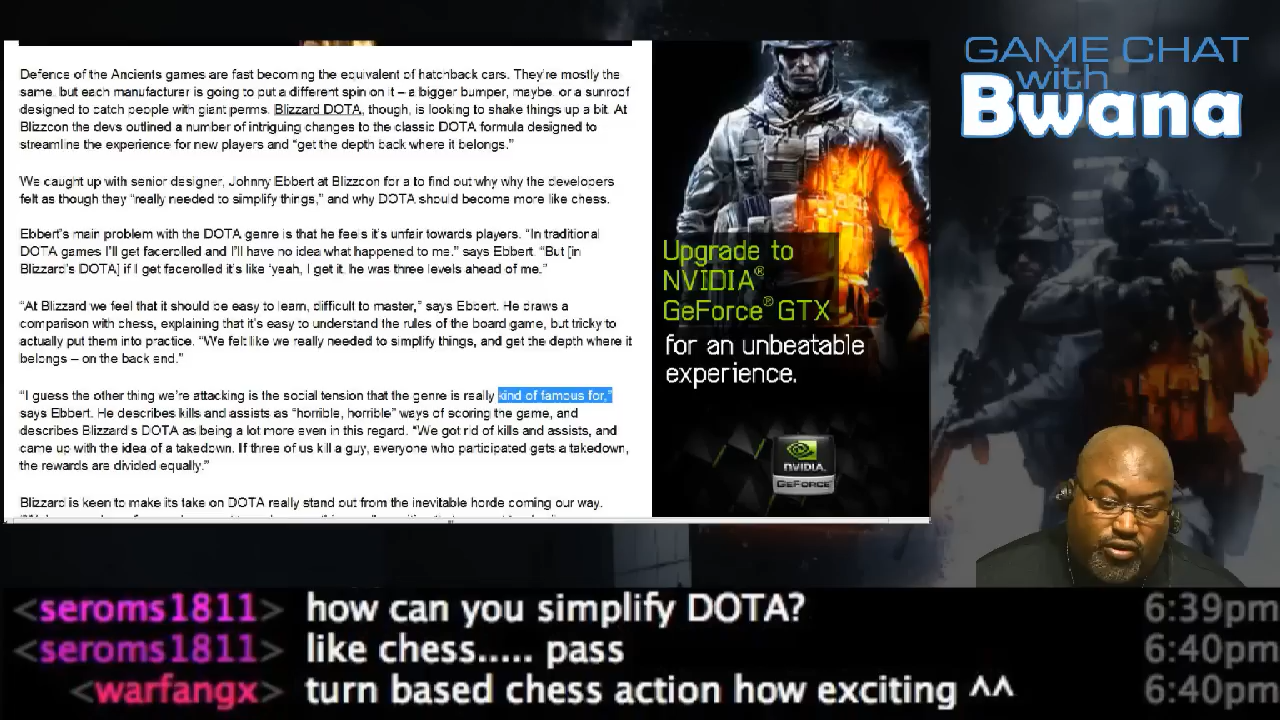 Defence of the Ancients games are fast becoming the equivalent of hatchback cars. They're mostly the
same, but each manufacturer is going to put a different spin on it – a bigger bumper, maybe, or a sunroof
designed to catch people with giant perms. Blizzard DOTA, though, is looking to shake things up a bit. At
Blizzcon the devs outlined a number of intriguing changes to the classic DOTA formula designed to
streamline the experience for new players and "get the depth back where it belongs."
We caught up with senior designer, Johnny Ebbert at Blizzcon for a to find out why why the developers
felt as though they "really needed to simplify things," and why DOTA should become more like chess.
Ebbert's main problem with the DOTA genre is that he feels it's unfair towards players. "In traditional
DOTA games I'll get facerolled and I'll have no idea what happened to me." says Ebbert. "But [in
Blizzard's DOTA] if I get facerolled it's like 'yeah, I get it, he was three levels ahead of me."
"At Blizzard we feel that it should be easy to learn, difficult to master," says Ebbert. He draws a
comparison with chess, explaining that it's easy to understand the rules of the board game, but tricky to
actually put them into practice. "We felt like we really needed to simplify things, and get the depth where it
belongs – on the back end."
"I guess the other thing we're attacking is the social tension that the genre is really kind of famous for,"
says Ebbert. He describes kills and assists as "horrible, horrible" ways of scoring the game, and
describes Blizzard's DOTA as being a lot more even in this regard. "We got rid of kills and assists, and
came up with the idea of a takedown. If three of us kill a guy, everyone who participated gets a takedown,
the rewards are divided equally."
Blizzard is keen to make its take on DOTA really stand out from the inevitable horde coming our way.
Upgrade to
NVIDIA®
GeForce® GTX
for an unbeatable
experience.
NVIDIA
GEFORCE
GAME CHAT
with
Bwana
<seroms1811> how can you simplify DOTA? 6:39pm
<seroms1811> like chess..... pass 6:40pm
<warfangx> turn based chess action how exciting ^^ 6:40pm